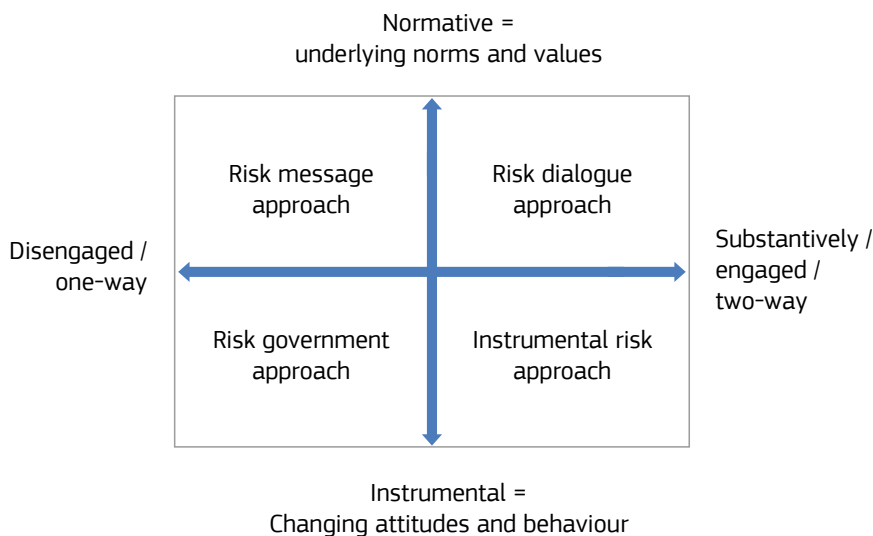 Normative =
underlying norms and values
Risk message
approach
Risk dialogue
approach
Disengaged /
one-way
Substantively /
engaged /
two-way
Risk government
approach
Instrumental risk
approach
Instrumental =
Changing attitudes and behaviour